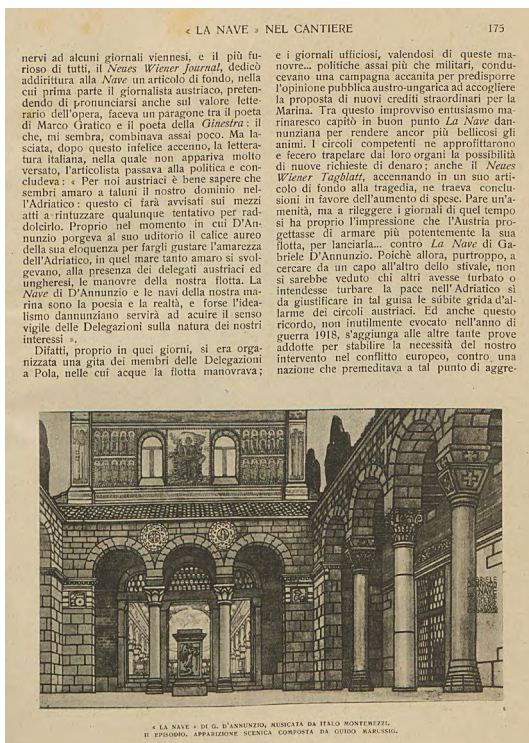 « LA NAVE » NEL CANTIERE
175
nervi ad alcuni giornali viennesi, e il più fu-
rioso di tutti, il Neues Wiener Journal, dedicò
addirittura alla Nave un articolo di fondo, nella
cui prima parte il giornalista austriaco, preten-
dendo di pronunciarsi anche sul valore lette-
rario dell'opera, faceva un paragone tra il poeta
di Marco Gratico e il poeta della Ginestra: il
che, ni sembra, combinava assai poco. Ma la-
sciata, dopo questo infelice accenno, la lettera-
tura italiana, nella quale non appariva molto
versato, l'articolista passava alla politica e con-
cludeva: « Per noi austriaci è bene sapere che
sembri amaro a taluni il nostro dominio nel-
l'Adriatico: questo ci farà avvisati sui mezzi
atti a rintuzzare qualunque tentativo per rad-
dolcirlo. Proprio nel momento in cui D'An-
nunzio porgeva al suo uditorio il calice aureo
della sua eloquenza per fargli gustare l'amarezza
dell'Adriatico, in quel mare tanto amaro si svol-
gevano, alla presenza dei delegati austriaci ed
ungheresi, le manovre della nostra flotta. La
Nave di D'Annunzio e le navi della nostra ma-
rina sono la poesia e la realtà, e forse l'idea-
lismo dannunziano servirà ad acuire il senso
vigile delle Delegazioni sulla natura dei nostri
interessi ».
Difatti, proprio in quei giorni, si era orga-
nizzata una gita dei membri delle Delegazioni
a Pola, nelle cui acque la flotta manovrava;
e i giornali ufficiosi, valendosi di queste ma-
novre... politiche assai più che militari, condu-
cevano una campagna accanita per predisporre
l'opinione pubblica austro-ungarica ad accogliere
la proposta di nuovi crediti straordinari per la
Marina. Tra questo improvviso entusiasmo ma-
rinaresco capitò in buon punto La Nave dan-
nunziana per rendere ancor più bellicosi gli
animi. I circoli competenti ne approfittarono
e fecero trapelare dai loro organi la possibilità
di nuove richieste di denaro; anche il Neues
Wiener Tagblatt, accennando in un suo arti-
colo di fondo alla tragedia, ne traeva conclu-
sioni in favore dell'aumento di spese. Pare un'a-
menità, ma a rileggere i giornali di quel tempo
si ha proprio l'impressione che l'Austria pro-
gettasse di armare più potentemente la sua
flotta, per lanciarla... contro La Nave di Ga-
briele D'Annunzio. Poichè allora, purtroppo, a
cercare da un capo all'altro dello stivale, non
si sarebbe veduto chi altri avesse turbato o
intendesse turbare la pace nell'Adriatico sì
da giustificare in tal guisa le súbite grida d'al-
larme dei circoli austriaci. Ed anche questo
ricordo, non inutilmente evocato nell'anno di
guerra 1918, s'aggiunga alle altre tante prove
addotte per stabilire la necessità del nostro
intervento nel conflitto europeo, contro una
nazione che premeditava a tal punto di aggre-
« LA NAVE » DI G. D'ANNUNZIO, MUSICATA DA ITALO MONTEMEZZI.
II EPISODIO. APPARIZIONE SCENICA COMPOSTA DA GUIDO MARUSSIG.